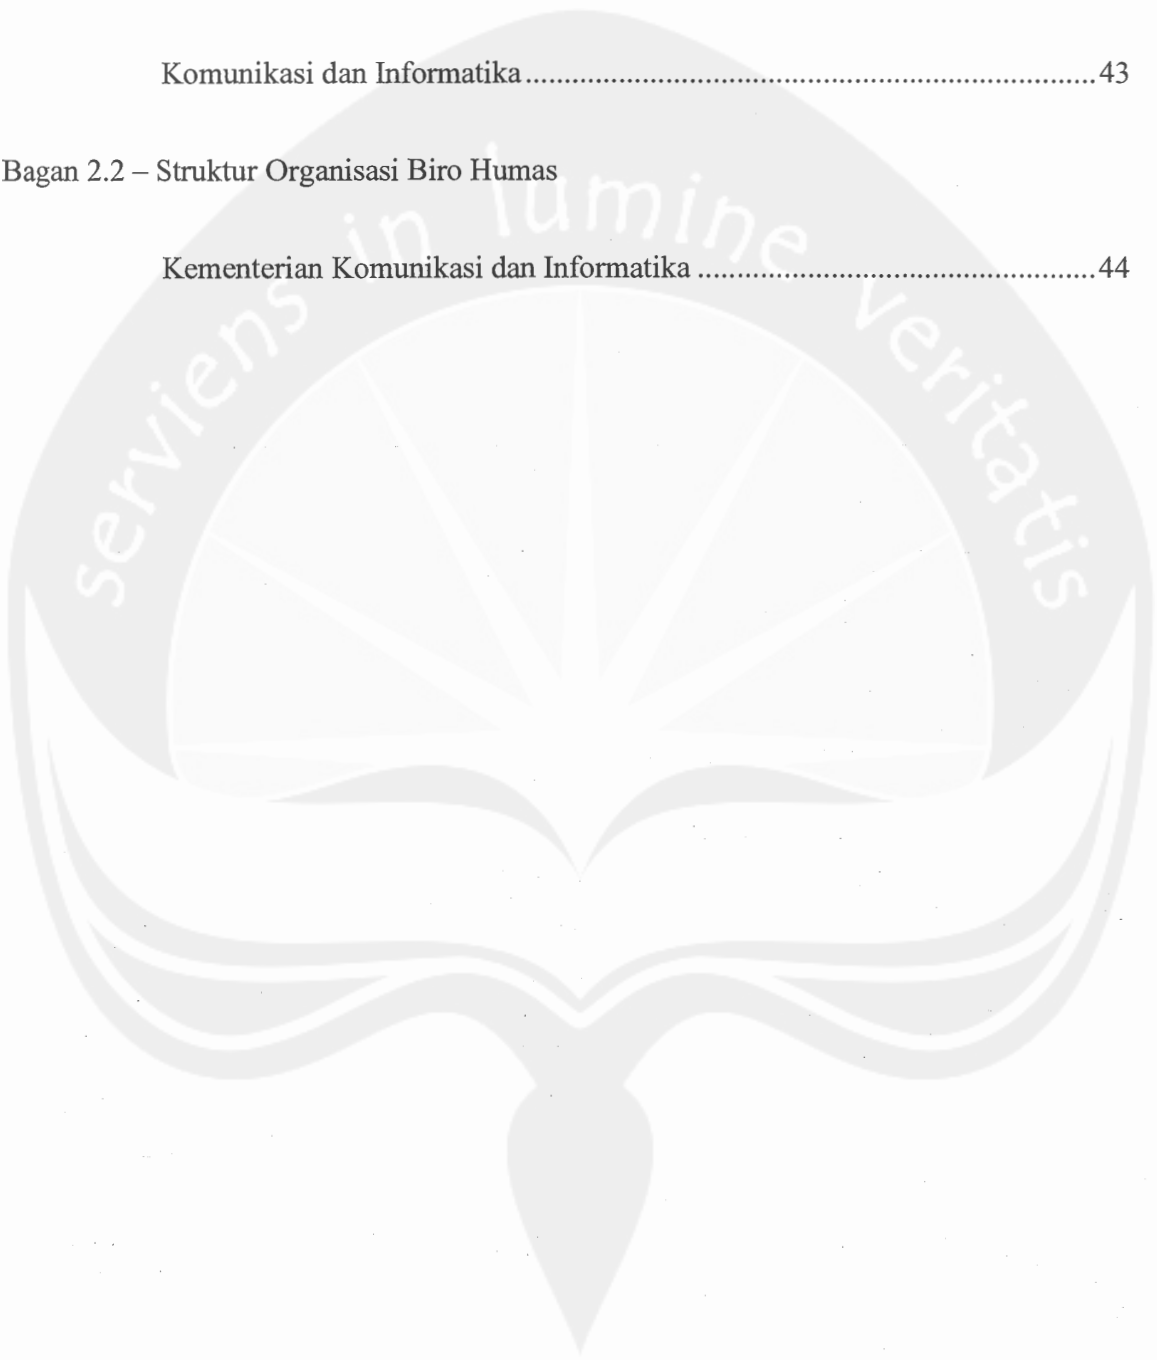 Komunikasi dan Informatika ........................................................................ 43
Bagan 2.2 – Struktur Organisasi Biro Humas
Kementerian Komunikasi dan Informatika .................................................. 44
serviens in lumine veritatis